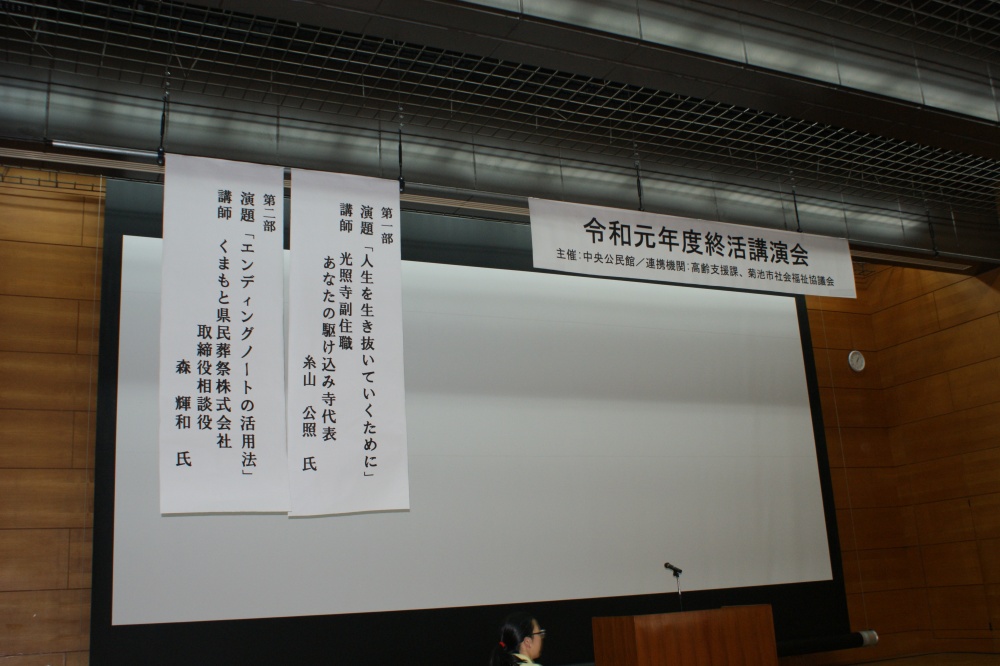 令和元年度終活講演会
主催:中央公民館/連携機関:高齢支援課、菊池市社会福祉協議会
第一部
演題「人生を生き抜いていくために」
講師 光照寺副住職
あなたの駆け込み寺代表
糸山 公照 氏
第二部
演題「エンディングノートの活用法」
講師 くまもと県民葬祭株式会社
取締役相談役
森 輝和 氏